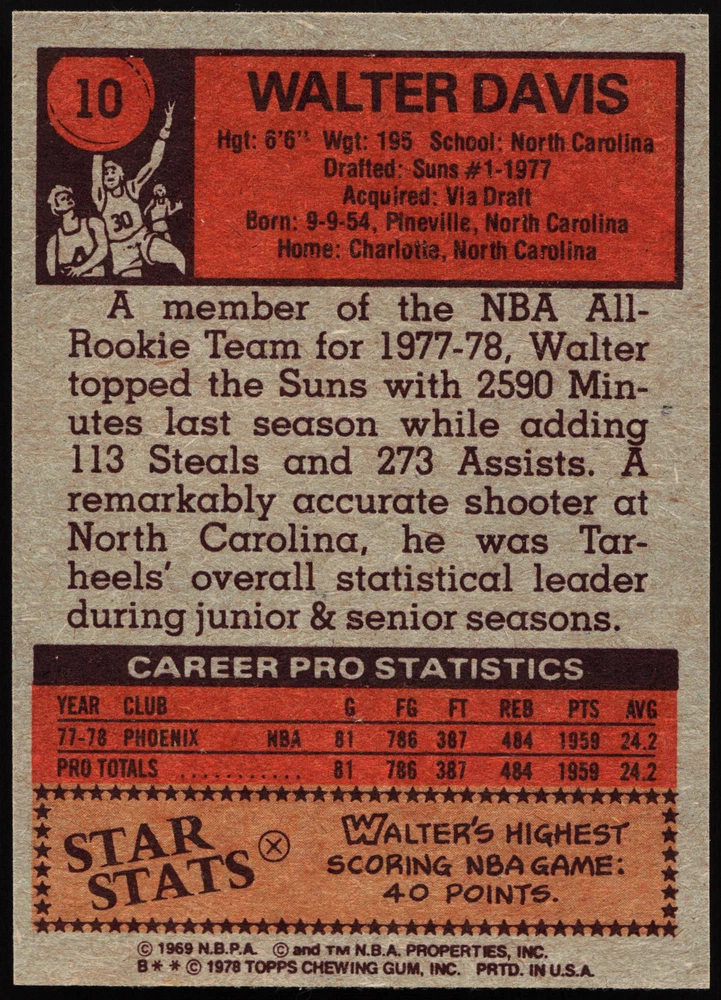 10
WALTER DAVIS
Hgt: 6'6" Wgt: 195 School: North Carolina
Drafted: Suns #1-1977
Acquired: Via Draft
Born: 9-9-54, Pineville, North Carolina
Home: Charlotte, North Carolina
30
A member of the NBA All-
Rookie Team for 1977-78, Walter
topped the Suns with 2590 Min-
utes last season while adding
113 Steals and 273 Assists. A
remarkably accurate shooter at
North Carolina, he was Tar-
heels' overall statistical leader
during junior & senior seasons.
CAREER PRO STATISTICS
YEAR CLUB G FG FT REB PTS AVG
77-78 PHOENIX NBA 81 786 387 484 1959 24.2
PRO TOTALS ........... 81 786 387 484 1959 24.2
STAR STATS
WALTER'S HIGHEST
SCORING NBA GAME:
40 POINTS.
© 1969 N.B.P.A. © and TM N.B.A. PROPERTIES, INC.
B * * © 1978 TOPPS CHEWING GUM, INC. PRTD. IN U.S.A.